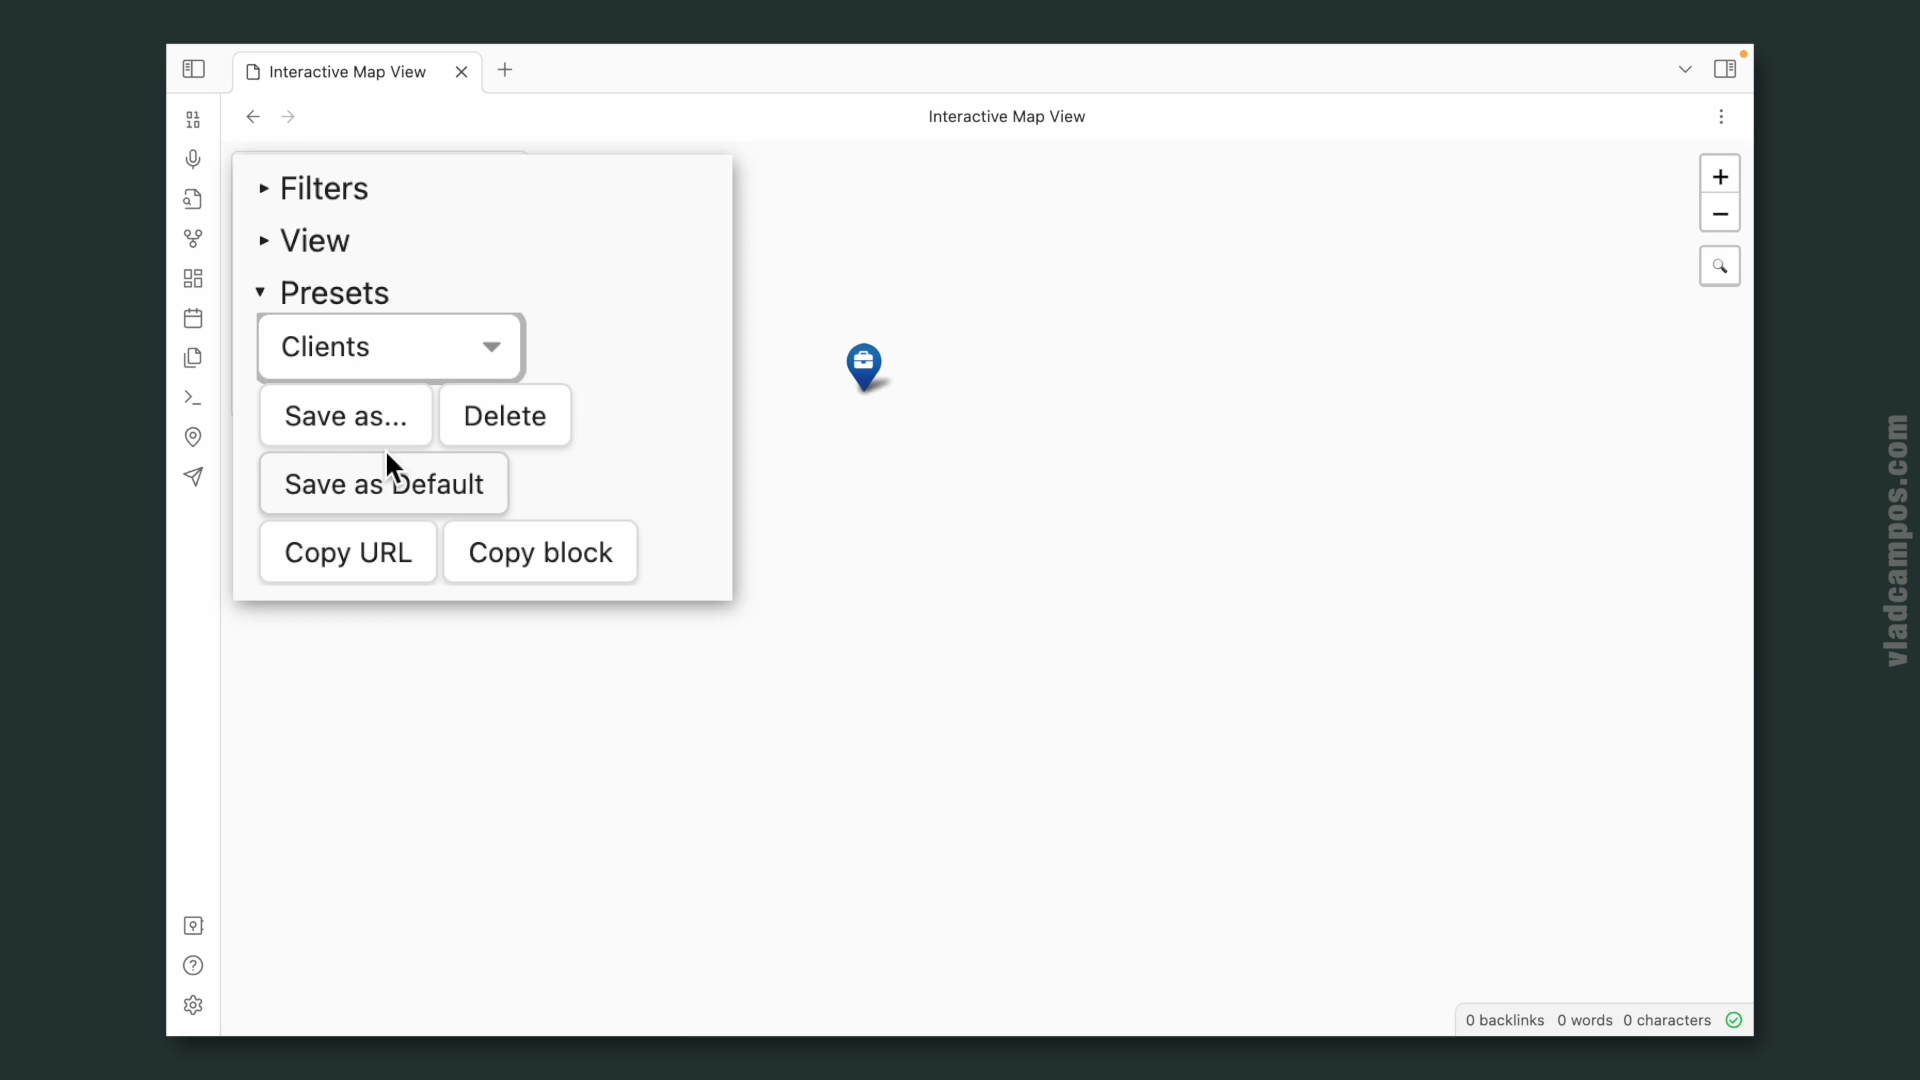 Interactive Map View
Interactive Map View
Filters
View
Presets
Clients
Save as...
Delete
Save as Default
Copy URL
Copy block
0 backlinks 0 words 0 characters
vladcampos.com